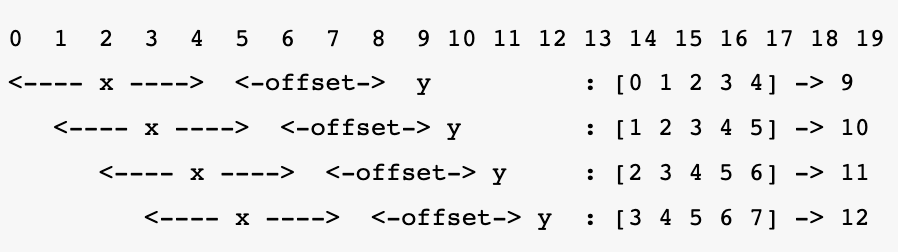 0 1 2 3 4 5 6 7 8 9 10 11 12 13 14 15 16 17 18 19
<---- x ----> <-offset-> y : [0 1 2 3 4] -> 9
<---- x ----> <-offset-> y : [1 2 3 4 5] -> 10
<---- x ----> <-offset-> y : [2 3 4 5 6] -> 11
<---- x ----> <-offset-> y : [3 4 5 6 7] -> 12